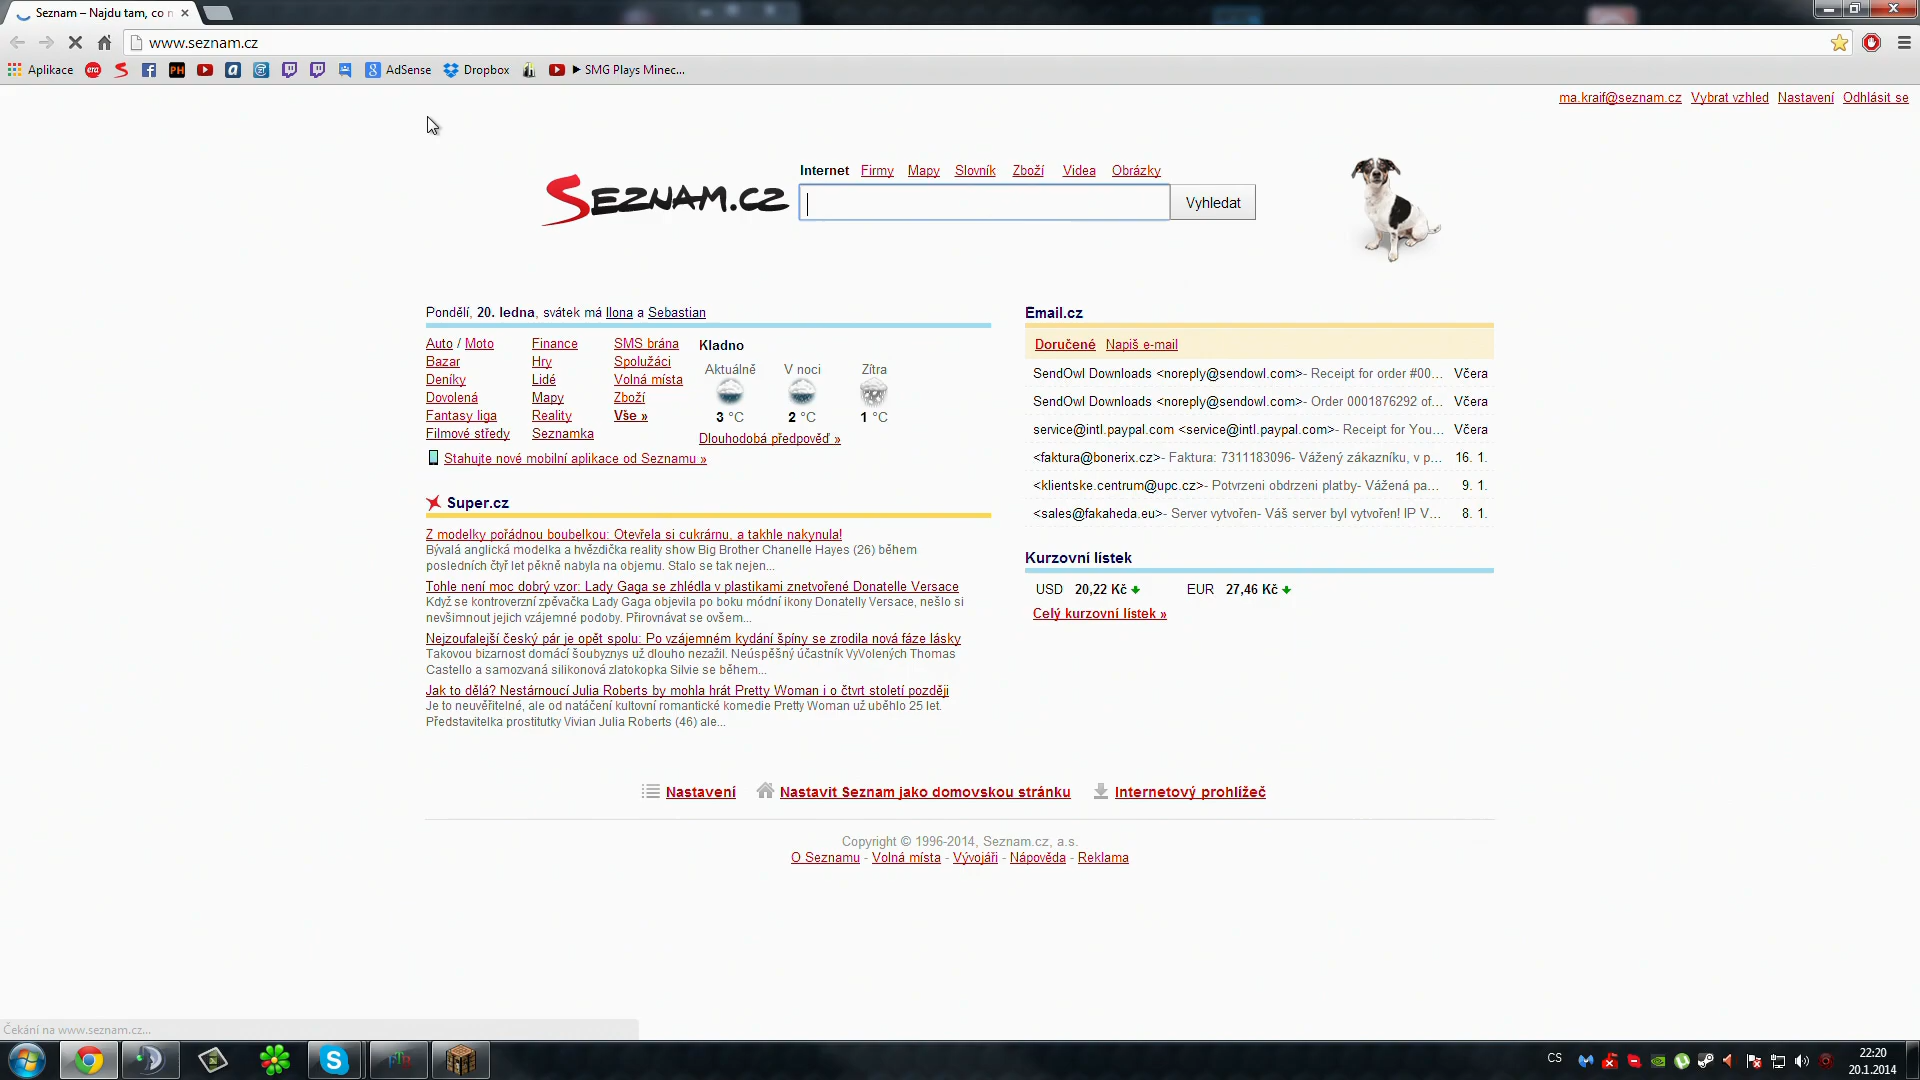 Seznam – Najdu tam, co n
www.seznam.cz
Aplikace AdSense Dropbox ► SMG Plays Minec...
ma.kraif@seznam.cz Vybrat vzhled Nastavení Odhlásit se
Internet Firmy Mapy Slovník Zboží Videa Obrázky
SEZNAM.CZ
Vyhledat
Pondělí, 20. ledna, svátek má Ilona a Sebastian
Auto / Moto Finance SMS brána
Bazar Hry Spolužáci
Deníky Lidé Volná místa
Dovolená Mapy Zboží
Fantasy liga Reality Vše »
Filmové středy Seznamka
Kladno
Aktuálně V noci Zítra
3 °C 2 °C 1 °C
Dlouhodobá předpověď »
Stahujte nové mobilní aplikace od Seznamu »
Super.cz
Z modelky pořádnou boubelkou: Otevřela si cukrárnu, a takhle nakynula!
Bývalá anglická modelka a hvězdička reality show Big Brother Chanelle Hayes (26) během
posledních čtyř let pěkně nabyla na objemu. Stalo se tak nejen...
Tohle není moc dobrý vzor: Lady Gaga se zhlédla v plastikami znetvořené Donatelle Versace
Když se kontroverzní zpěvačka Lady Gaga objevila po boku módní ikony Donatelly Versace, nešlo si
nevšimnout jejich vzájemné podoby. Přirovnávat se ovšem...
Nejzoufalejší český pár je opět spolu: Po vzájemném kydání špíny se zrodila nová fáze lásky
Takovou bizarnost domácí šoubyznys už dlouho nezažil. Neúspěšný účastník VyVolených Thomas
Castello a samozvaná silikonová zlatokopka Silvie se během...
Jak to dělá? Nestárnoucí Julia Roberts by mohla hrát Pretty Woman i o čtvrt století později
Je to neuvěřitelné, ale od natáčení kultovní romantické komedie Pretty Woman už uběhlo 25 let.
Představitelka prostitutky Vivian Julia Roberts (46) ale...
Email.cz
Doručené Napiš e-mail
SendOwl Downloads <noreply@sendowl.com>- Receipt for order #00... Včera
SendOwl Downloads <noreply@sendowl.com>- Order 0001876292 of... Včera
service@intl.paypal.com <service@intl.paypal.com>- Receipt for You... Včera
<faktura@bonerix.cz>- Faktura: 7311183096- Vážený zákazníku, v p... 16. 1.
<klientske.centrum@upc.cz>- Potvrzeni obdrzeni platby- Vážená pa... 9. 1.
<sales@fakaheda.eu>- Server vytvořen- Váš server byl vytvořen! IP V... 8. 1.
Kurzovní lístek
USD 20,22 Kč EUR 27,46 Kč
Celý kurzovní lístek »
Nastavení Nastavit Seznam jako domovskou stránku Internetový prohlížeč
Copyright © 1996-2014, Seznam.cz, a.s.
O Seznamu - Volná místa - Vývojáři - Nápověda - Reklama
Čekání na www.seznam.cz...
CS
22:20
20.1.2014